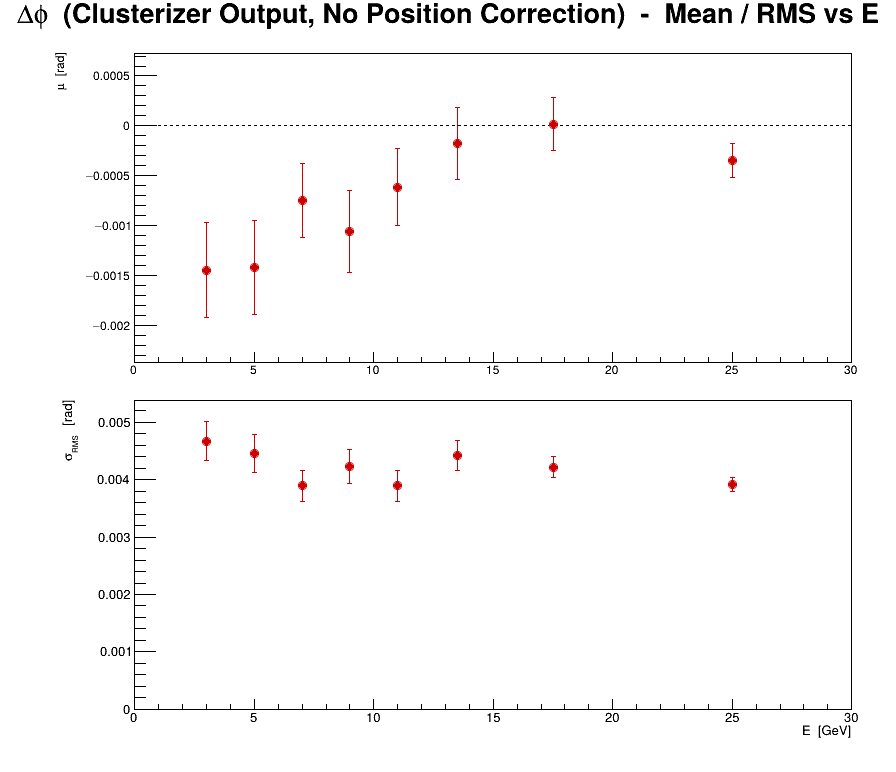 Δϕ (Clusterizer Output, No Position Correction) - Mean / RMS vs E
μ [rad]
0.0005
0
−0.0005
−0.001
−0.0015
−0.002
0 5 10 15 20 25 30
σRMS [rad]
0.005
0.004
0.003
0.002
0.001
0
0 5 10 15 20 25 30
E [GeV]